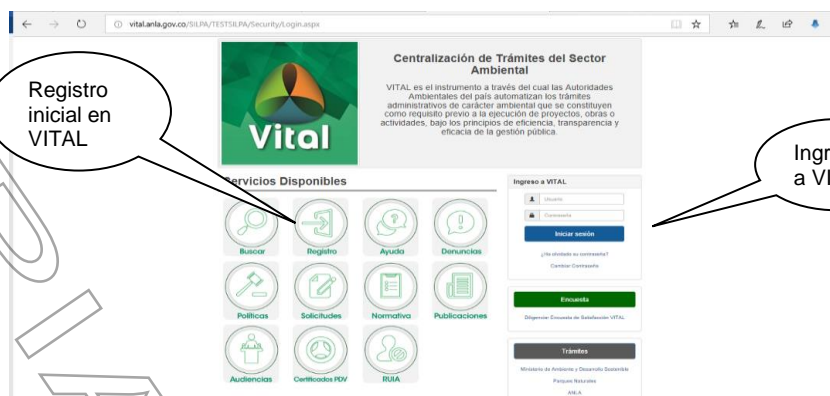 vital.anla.gov.co/SILPA/TESTSILPA/Security/Login.aspx
Registro
inicial en
VITAL
Vital
Centralización de Trámites del Sector
Ambiental
VITAL es el instrumento a través del cual las Autoridades
Ambientales del país automatizan los trámites
administrativos de carácter ambiental que se constituyen
como requisito previo a la ejecución de proyectos, obras o
actividades, bajo los principios de eficiencia, transparencia y
eficacia de la gestión pública.
Servicios Disponibles
Buscar
Registro
Ayuda
Denuncias
Políticas
Solicitudes
Normativa
Publicaciones
Audiencias
Certificados PDV
RUIA
Ingreso a VITAL
Usuario
Contraseña
Iniciar sesión
¿Ha olvidado su contraseña?
Cambiar Contraseña
Encuesta
Diligenciar Encuesta de Satisfacción VITAL
Trámites
Ministerio de Ambiente y Desarrollo Sostenible
Parques Naturales
ANLA
Ingre
a VI